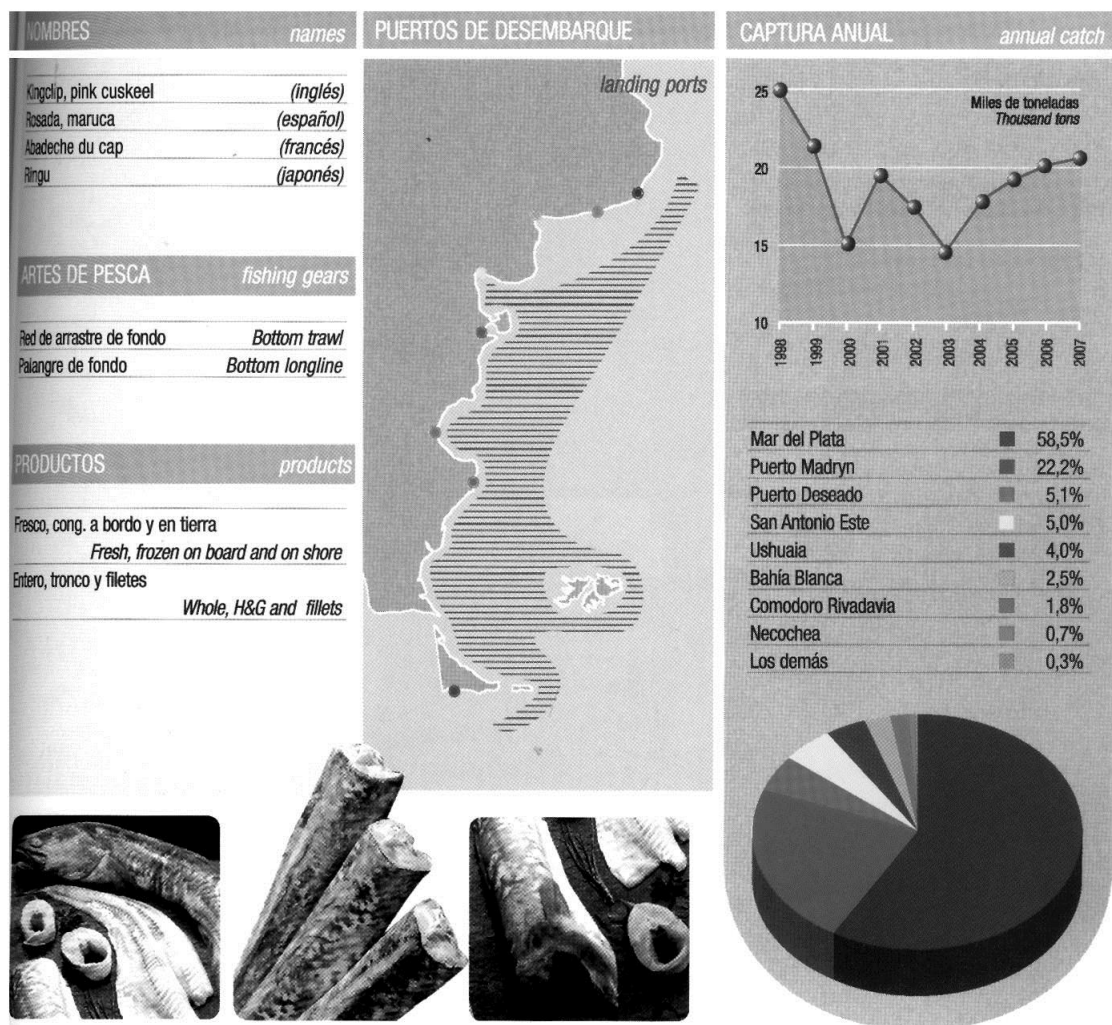 NOMBRES names
Kingclip, pink cuskeel (inglés)
Rosada, maruca (español)
Abadeche du cap (francés)
Ringu (japonés)
ARTES DE PESCA fishing gears
Red de arrastre de fondo Bottom trawl
Palangre de fondo Bottom longline
PRODUCTOS products
Fresco, cong. a bordo y en tierra
Fresh, frozen on board and on shore
Entero, tronco y filetes
Whole, H&G and fillets
PUERTOS DE DESEMBARQUE
landing ports
CAPTURA ANUAL annual catch
Miles de toneladas
Thousand tons
25
20
15
10
1998 1999 2000 2001 2002 2003 2004 2005 2006 2007
Mar del Plata 58,5%
Puerto Madryn 22,2%
Puerto Deseado 5,1%
San Antonio Este 5,0%
Ushuaia 4,0%
Bahía Blanca 2,5%
Comodoro Rivadavia 1,8%
Necochea 0,7%
Los demás 0,3%